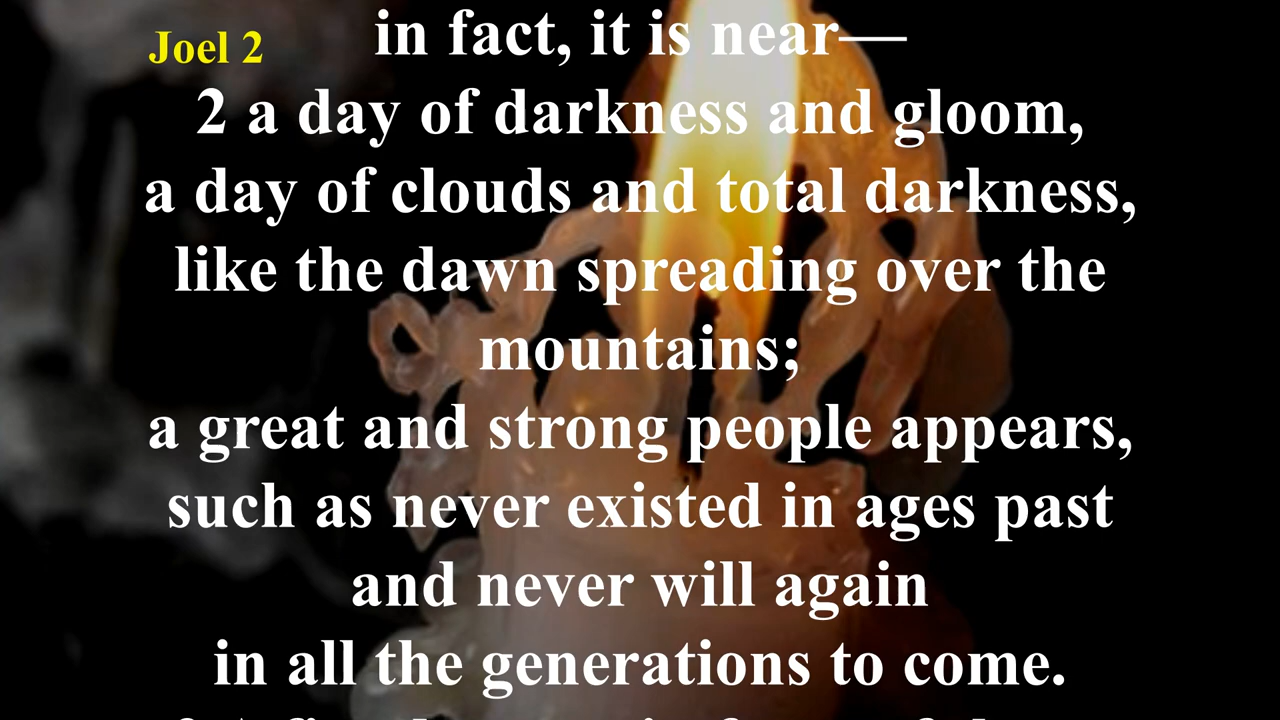 Joel 2
in fact, it is near—
2 a day of darkness and gloom,
a day of clouds and total darkness,
like the dawn spreading over the
mountains;
a great and strong people appears,
such as never existed in ages past
and never will again
in all the generations to come.